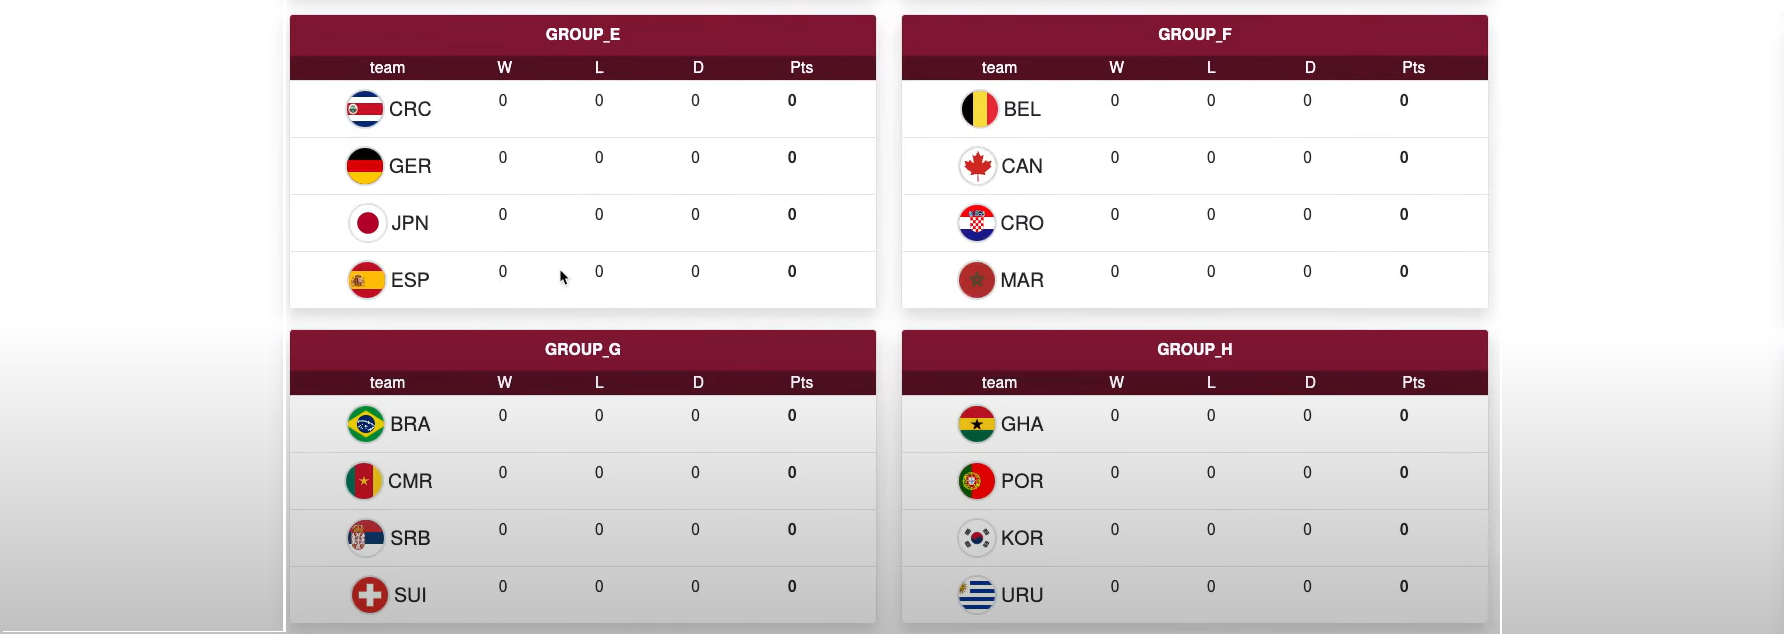 GROUP_E
team W L D Pts
CRC 0 0 0 0
GER 0 0 0 0
JPN 0 0 0 0
ESP 0 0 0 0
GROUP_F
team W L D Pts
BEL 0 0 0 0
CAN 0 0 0 0
CRO 0 0 0 0
MAR 0 0 0 0
GROUP_G
team W L D Pts
BRA 0 0 0 0
CMR 0 0 0 0
SRB 0 0 0 0
SUI 0 0 0 0
GROUP_H
team W L D Pts
GHA 0 0 0 0
POR 0 0 0 0
KOR 0 0 0 0
URU 0 0 0 0